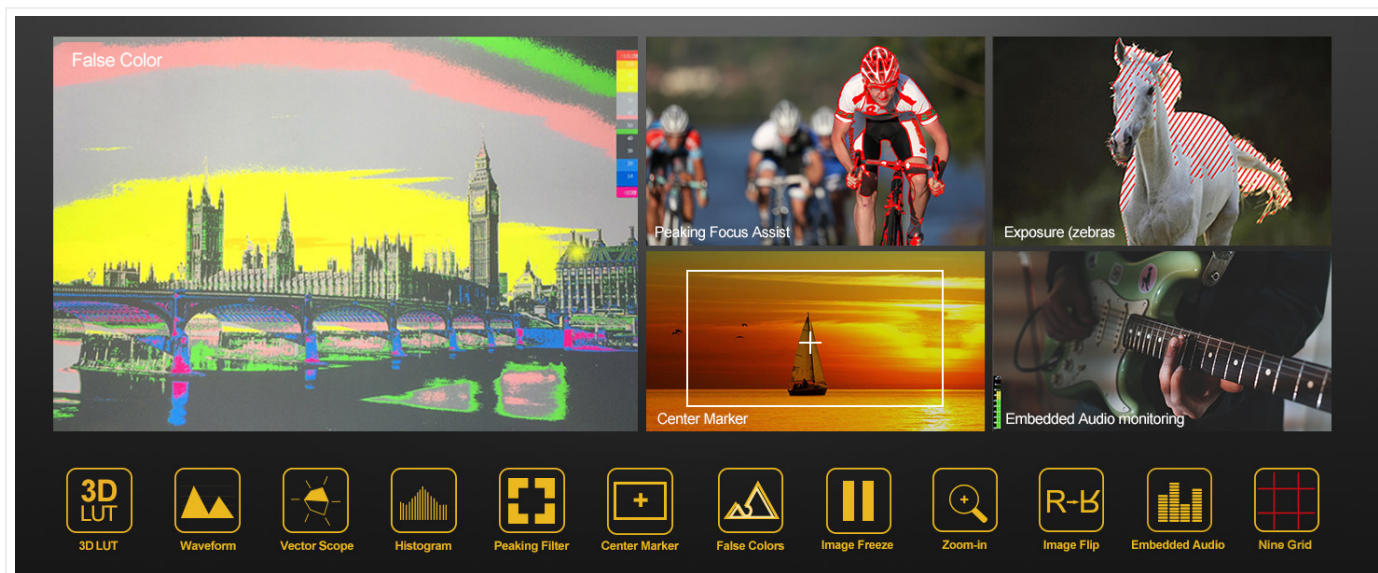 False Color
Peaking Focus Assist
Exposure (zebras
Center Marker
Embedded Audio monitoring
3D
LUT
R-R
3D LUT
Waveform
Vector Scope
Histogram
Peaking Filter
Center Marker
False Colors
Image Freeze
Zoom-in
Image Flip
Embedded Audio
Nine Grid